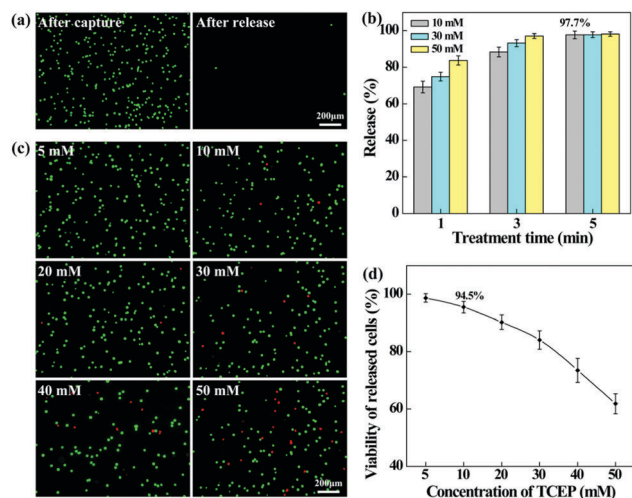 (a)
After capture
After release
200μm
(b)
10 mM
30 mM
50 mM
97.7%
100
80
60
40
20
0
Release (%)
1
3
5
Treatment time (min)
(c)
5 mM
10 mM
20 mM
30 mM
40 mM
50 mM
200μm
(d)
94.5%
100
80
60
40
Viability of released cells (%)
5
10
20
30
40
50
Concentration of TCEP (mM)